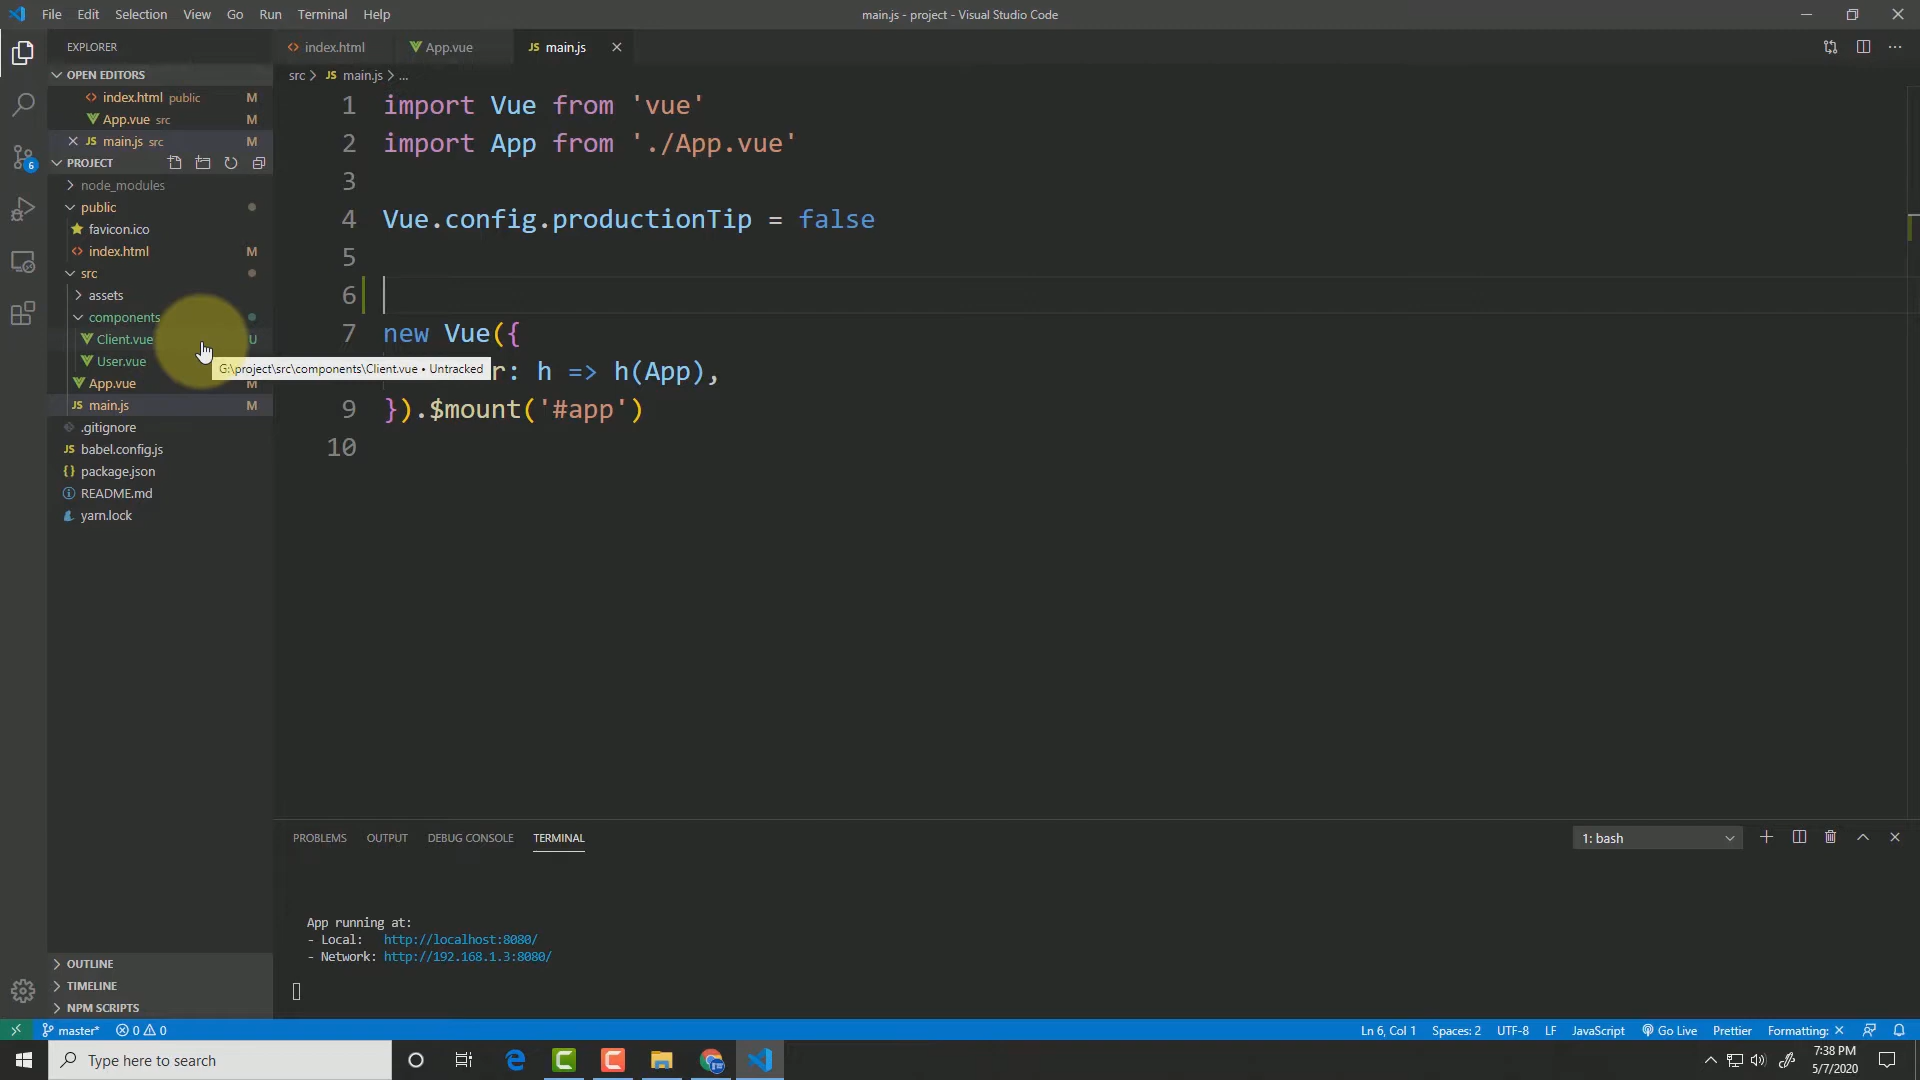 File Edit Selection View Go Run Terminal Help
main.js - project - Visual Studio Code
EXPLORER
OPEN EDITORS
index.html public M
App.vue src M
JS main.js src M
PROJECT
node_modules
public
favicon.ico
index.html M
src
assets
components
Client.vue U
User.vue
App.vue M
JS main.js M
.gitignore
JS babel.config.js
{} package.json
README.md
yarn.lock
OUTLINE
TIMELINE
NPM SCRIPTS
6
index.html App.vue JS main.js
src > JS main.js > ...
1 import Vue from 'vue'
2 import App from './App.vue'
3
4 Vue.config.productionTip = false
5
6
7 new Vue({
r: h => h(App),
9 }).$mount('#app')
10
G:\project\src\components\Client.vue • Untracked
PROBLEMS OUTPUT DEBUG CONSOLE TERMINAL
1: bash
App running at:
- Local: http://localhost:8080/
- Network: http://192.168.1.3:8080/
master* 0 0
Ln 6, Col 1 Spaces: 2 UTF-8 LF JavaScript Go Live Prettier Formatting: ✕
Type here to search
7:38 PM
5/7/2020